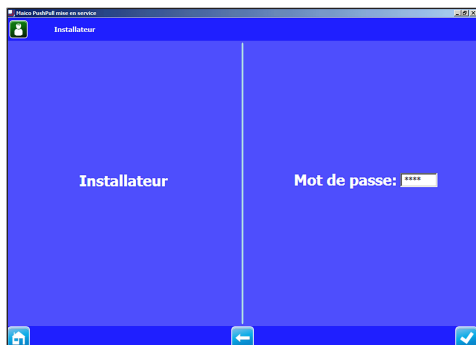 Maico PushPull mise en service
Installateur
Installateur
Mot de passe: ****